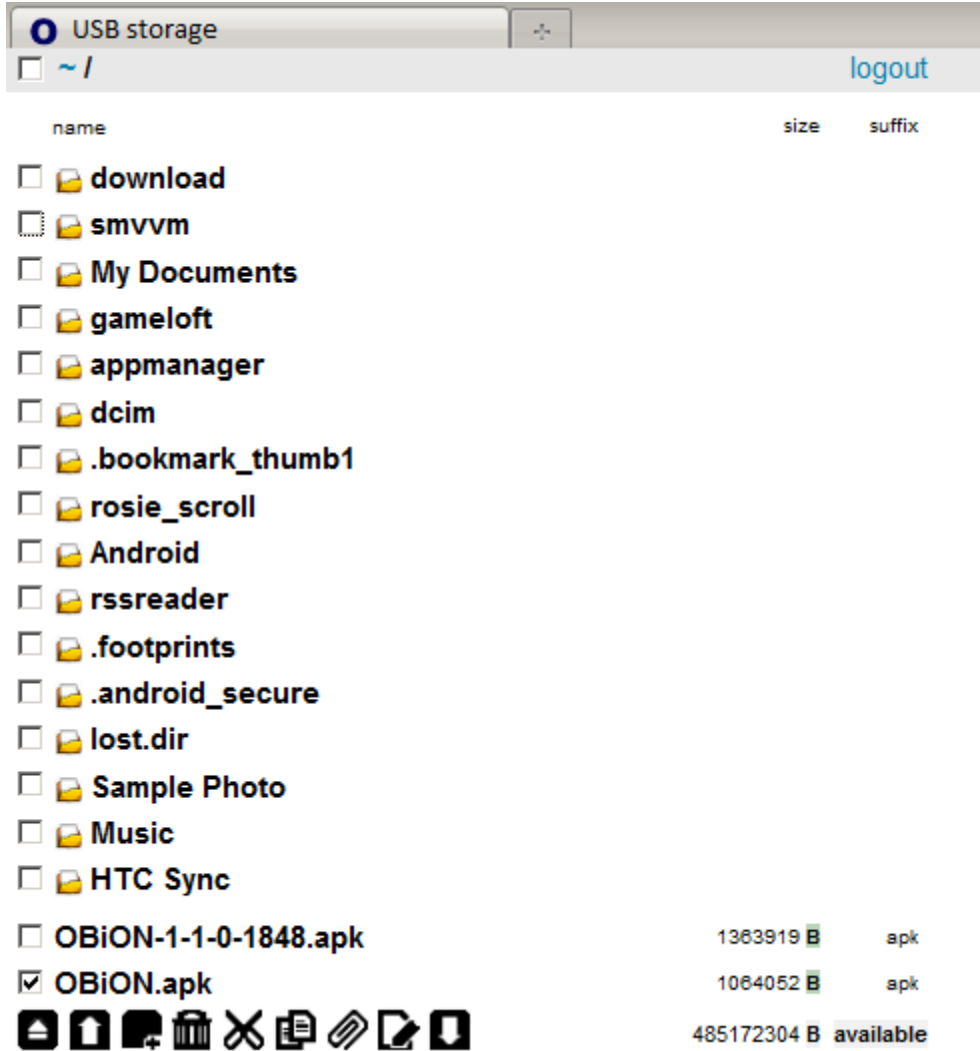 USB storage
~ / logout
name size suffix
download
smvvm
My Documents
gameloft
appmanager
dcim
.bookmark_thumb1
rosie_scroll
Android
rssreader
.footprints
.android_secure
lost.dir
Sample Photo
Music
HTC Sync
OBiON-1-1-0-1848.apk 1363919 B apk
OBiON.apk 1064052 B apk
485172304 B available